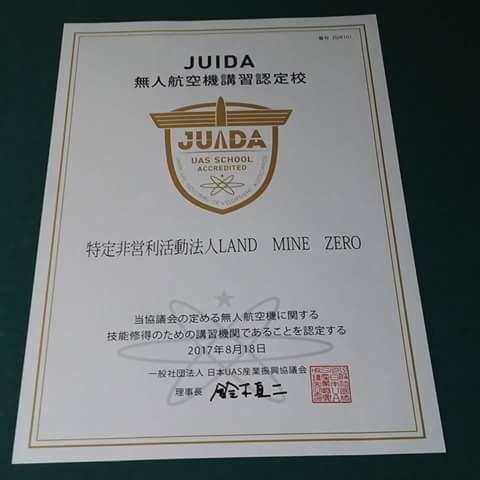 JUIDA
無人航空機講習認定校
JUIDA
UAS SCHOOL
ACCREDITED
特定非営利活動法人LAND MINE ZERO
当協議会の定める無人航空機に関する
技能修得のための講習機関であることを認定する
2017年8月18日
一般社団法人 日本UAS産業振興協議会
理事長 鈴木真二